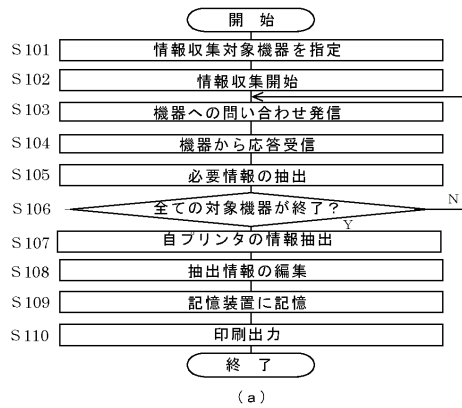 開 始
S101 情報収集対象機器を指定
S102 情報収集開始
S103 機器への問い合わせ発信
S104 機器から応答受信
S105 必要情報の抽出
S106 全ての対象機器が終了? N
Y
S107 自プリンタの情報抽出
S108 抽出情報の編集
S109 記憶装置に記憶
S110 印刷出力
終 了
(a)